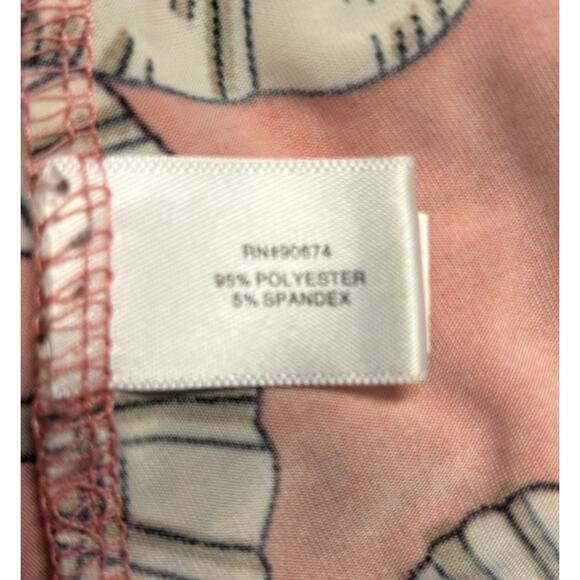 RN#90674
95% POLYESTER
5% SPANDEX